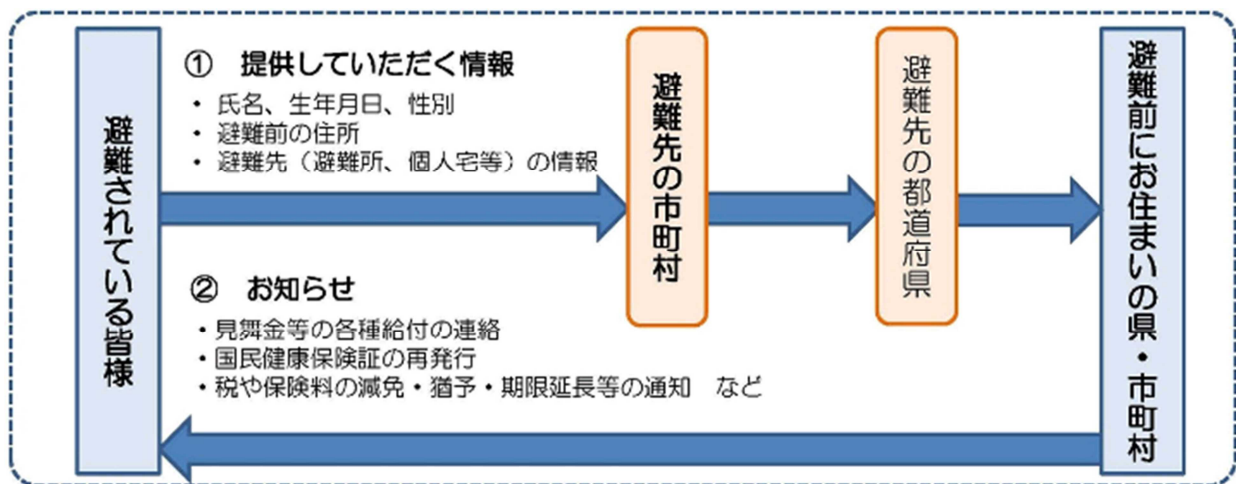 避難されている皆様
① 提供していただく情報
・ 氏名、生年月日、性別
・ 避難前の住所
・ 避難先（避難所、個人宅等）の情報
避難先の市町村
避難先の都道府県
避難前にお住まいの県・市町村
② お知らせ
・見舞金等の各種給付の連絡
・国民健康保険証の再発行
・税や保険料の減免・猶予・期限延長等の通知 など